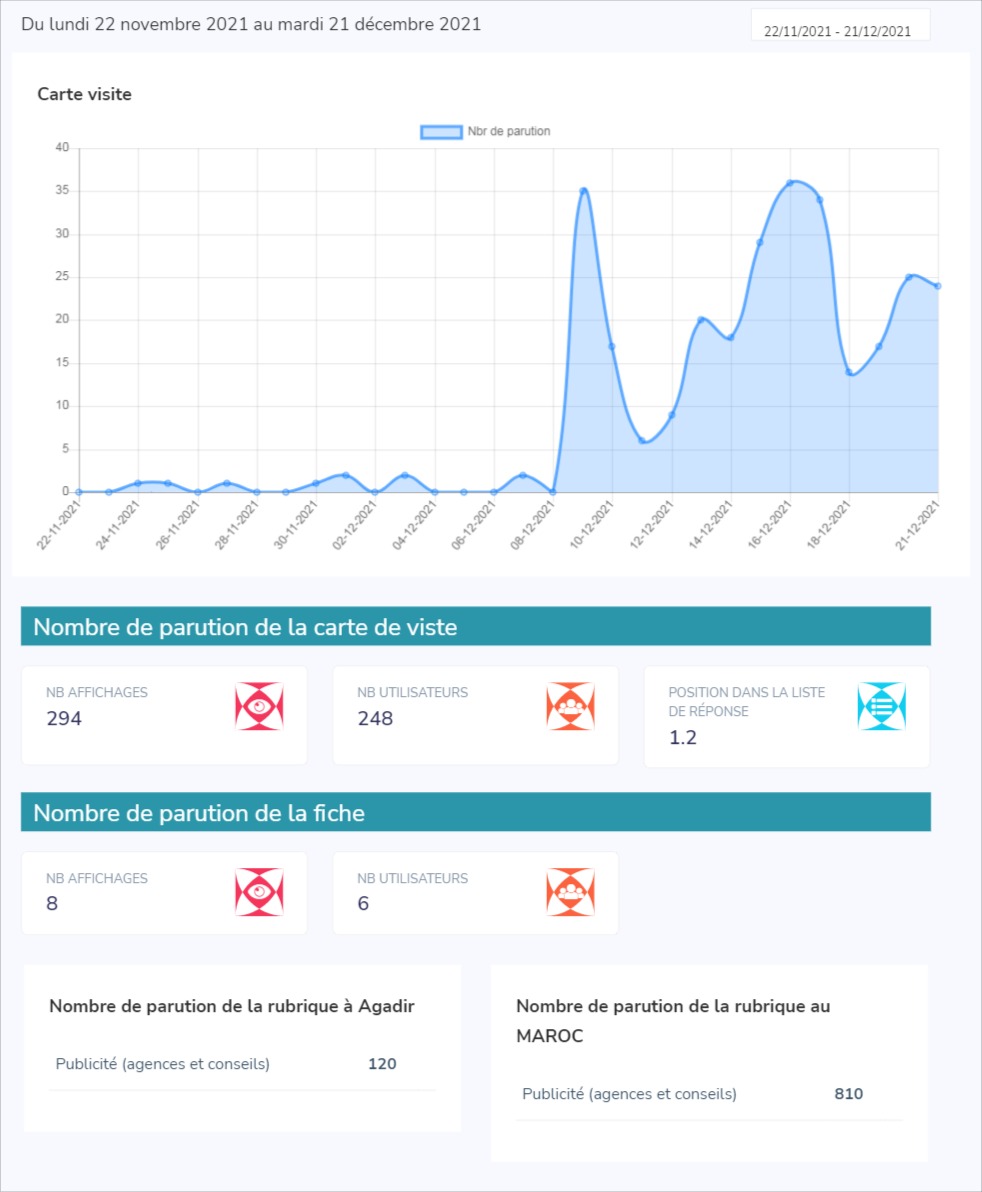 Du lundi 22 novembre 2021 au mardi 21 décembre 2021
22/11/2021 - 21/12/2021
Carte visite
Nbr de parution
40
35
30
25
20
15
10
5
0
22-11-2021
24-11-2021
26-11-2021
28-11-2021
30-11-2021
02-12-2021
04-12-2021
06-12-2021
08-12-2021
10-12-2021
12-12-2021
14-12-2021
16-12-2021
18-12-2021
21-12-2021
Nombre de parution de la carte de viste
NB AFFICHAGES
294
NB UTILISATEURS
248
POSITION DANS LA LISTE
DE RÉPONSE
1.2
Nombre de parution de la fiche
NB AFFICHAGES
8
NB UTILISATEURS
6
Nombre de parution de la rubrique à Agadir
Publicité (agences et conseils) 120
Nombre de parution de la rubrique au
MAROC
Publicité (agences et conseils) 810